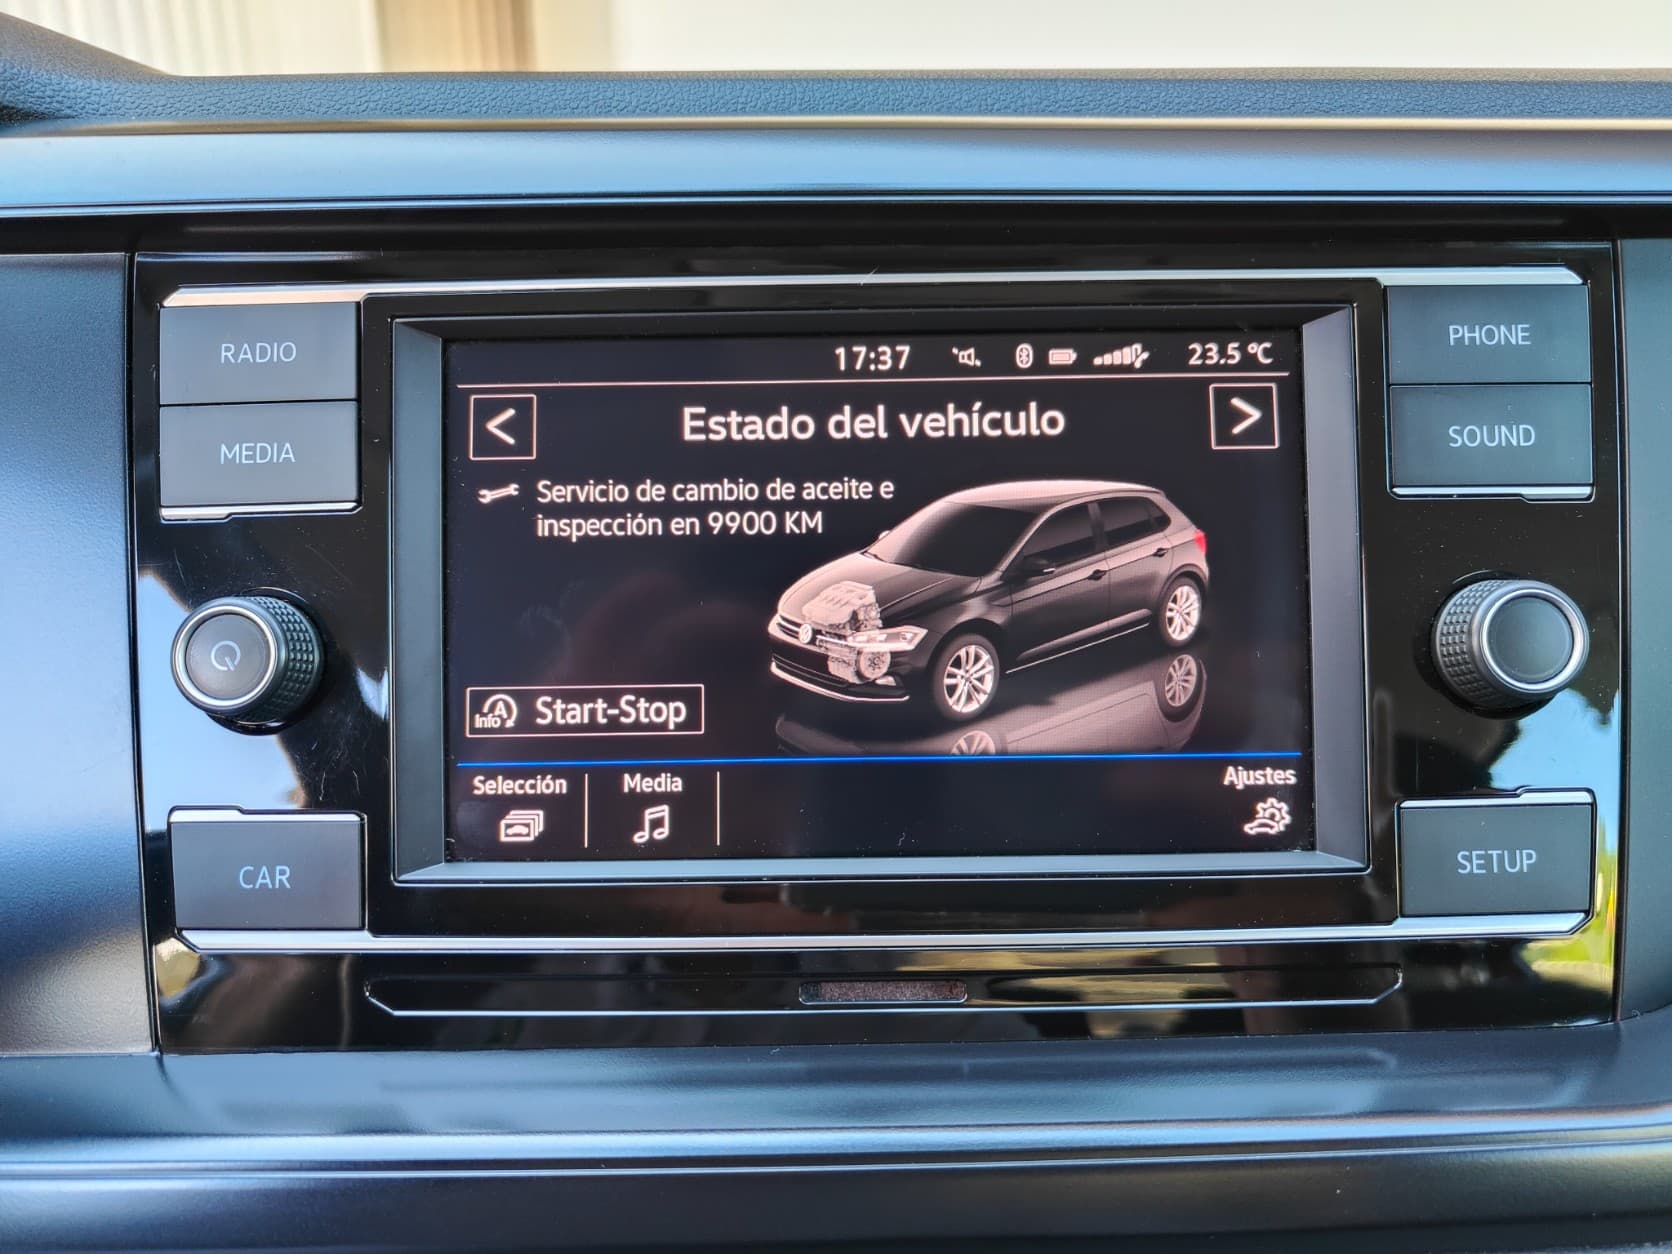 RADIO
MEDIA
CAR
17:37
23.5 °C
<
Estado del vehículo
>
Servicio de cambio de aceite e
inspección en 9900 KM
A
Info
Start-Stop
Selección
Media
Ajustes
PHONE
SOUND
SETUP